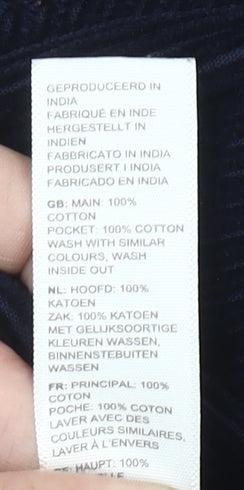 GEPRODUCEERD IN
INDIA
FABRIQUÉ EN INDE
HERGESTELLT IN
INDIEN
FABBRICATO IN INDIA
PRODUSERT I INDIA
FABRICADO EN INDIA
GB: MAIN: 100%
COTTON
POCKET: 100% COTTON
WASH WITH SIMILAR
COLOURS, WASH
INSIDE OUT
NL: HOOFD: 100%
KATOEN
ZAK: 100% KATOEN
MET GELIJKSOORTIGE
KLEUREN WASSEN,
BINNENSTEBUITEN
WASSEN
FR: PRINCIPAL: 100%
COTON
POCHE: 100% COTON
LAVER AVEC DES
COULEURS SIMILAIRES,
LAVER À L'ENVERS
HAUPT: 100%